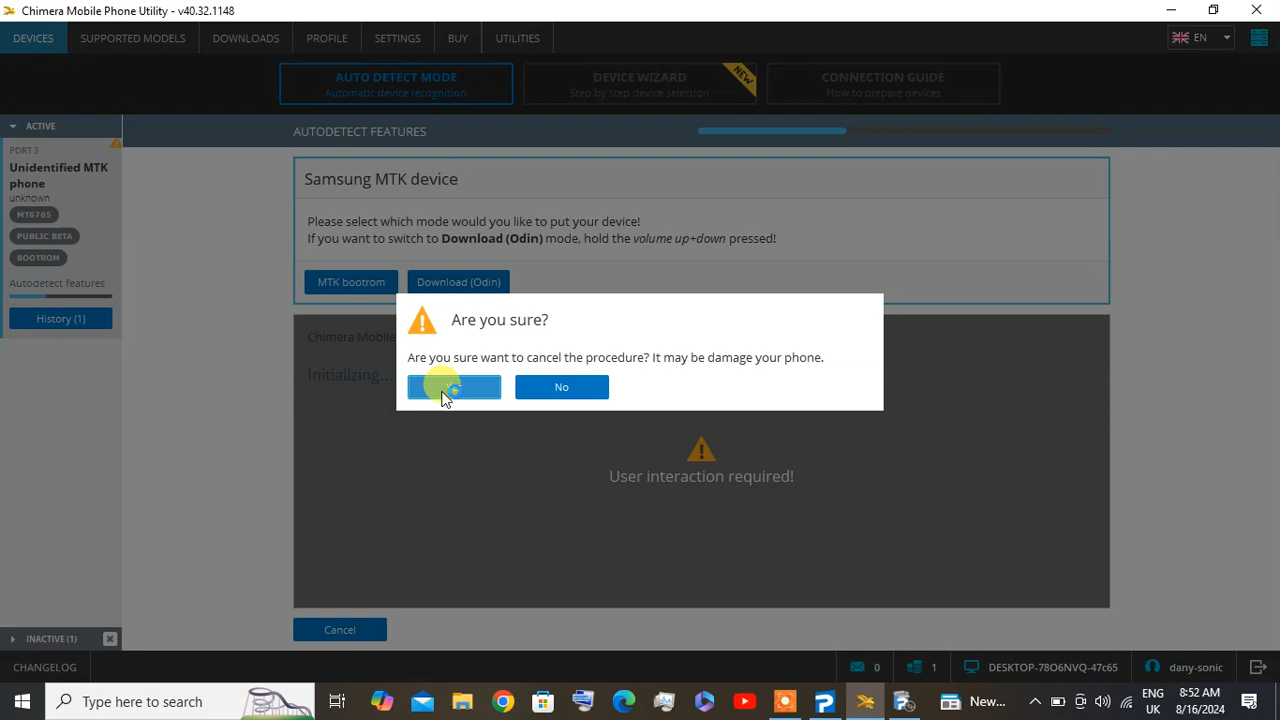 Chimera Mobile Phone Utility - v40.32.1148
DEVICES SUPPORTED MODELS DOWNLOADS PROFILE SETTINGS BUY UTILITIES EN
AUTO DETECT MODE
Automatic device recognition
DEVICE WIZARD
Step by step device selection
NEW
CONNECTION GUIDE
How to prepare devices
ACTIVE
PORT 3
Unidentified MTK
phone
unknown
MT6765
PUBLIC BETA
BOOTROM
Autodetect features
History (1)
AUTODETECT FEATURES
Samsung MTK device
Please select which mode would you like to put your device!
If you want to switch to Download (Odin) mode, hold the volume up+down pressed!
MTK bootrom Download (Odin)
Chimera Mobile
Initializing...
Are you sure?
Are you sure want to cancel the procedure? It may be damage your phone.
No
User interaction required!
Cancel
INACTIVE (1)
CHANGELOG
0 1 DESKTOP-78O6NVQ-47c65 dany-sonic
Type here to search
New...
ENG
UK
8:52 AM
8/16/2024